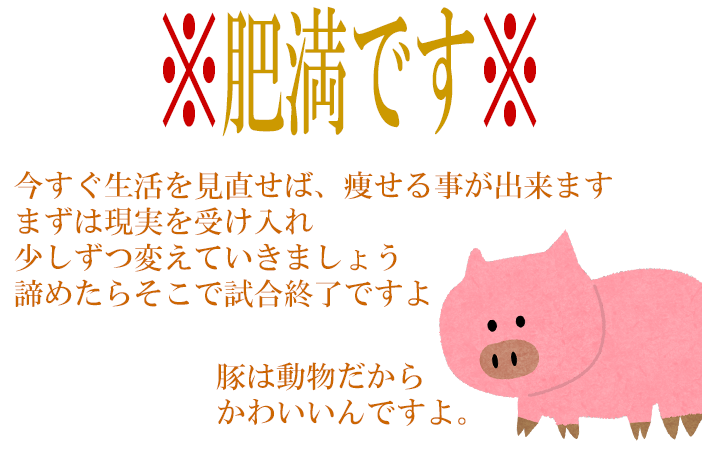 ※肥満です※
今すぐ生活を見直せば、痩せる事が出来ます
まずは現実を受け入れ
少しずつ変えていきましょう
諦めたらそこで試合終了ですよ
豚は動物だから
かわいいんですよ。